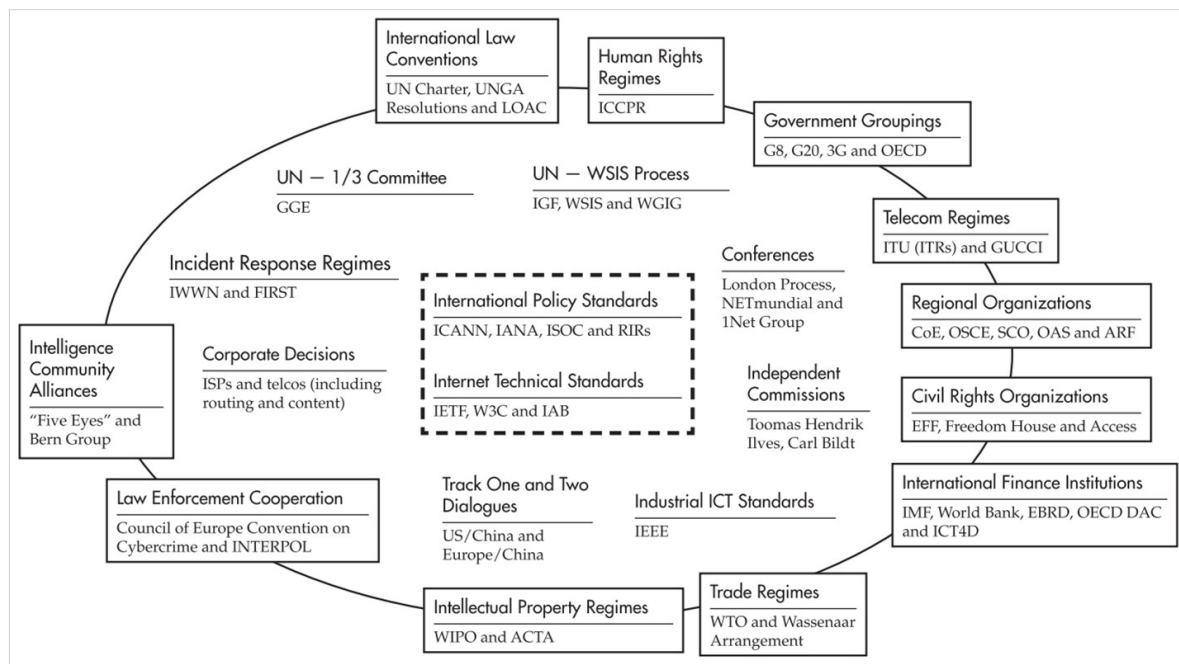 International Law
Conventions
UN Charter, UNGA
Resolutions and LOAC
Human Rights
Regimes
ICCPR
Government Groupings
G8, G20, 3G and OECD
UN — 1/3 Committee
GGE
UN — WSIS Process
IGF, WSIS and WGIG
Telecom Regimes
ITU (ITRs) and GUCCI
Incident Response Regimes
IWWN and FIRST
Conferences
London Process,
NETmundial and
1Net Group
International Policy Standards
ICANN, IANA, ISOC and RIRs
Regional Organizations
CoE, OSCE, SCO, OAS and ARF
Intelligence
Community
Alliances
“Five Eyes” and
Bern Group
Corporate Decisions
ISPs and telcos (including
routing and content)
Internet Technical Standards
IETF, W3C and IAB
Independent
Commissions
Toomas Hendrik
Ilves, Carl Bildt
Civil Rights Organizations
EFF, Freedom House and Access
Law Enforcement Cooperation
Council of Europe Convention on
Cybercrime and INTERPOL
Track One and Two
Dialogues
US/China and
Europe/China
Industrial ICT Standards
IEEE
International Finance Institutions
IMF, World Bank, EBRD, OECD DAC
and ICT4D
Intellectual Property Regimes
WIPO and ACTA
Trade Regimes
WTO and Wassenaar
Arrangement